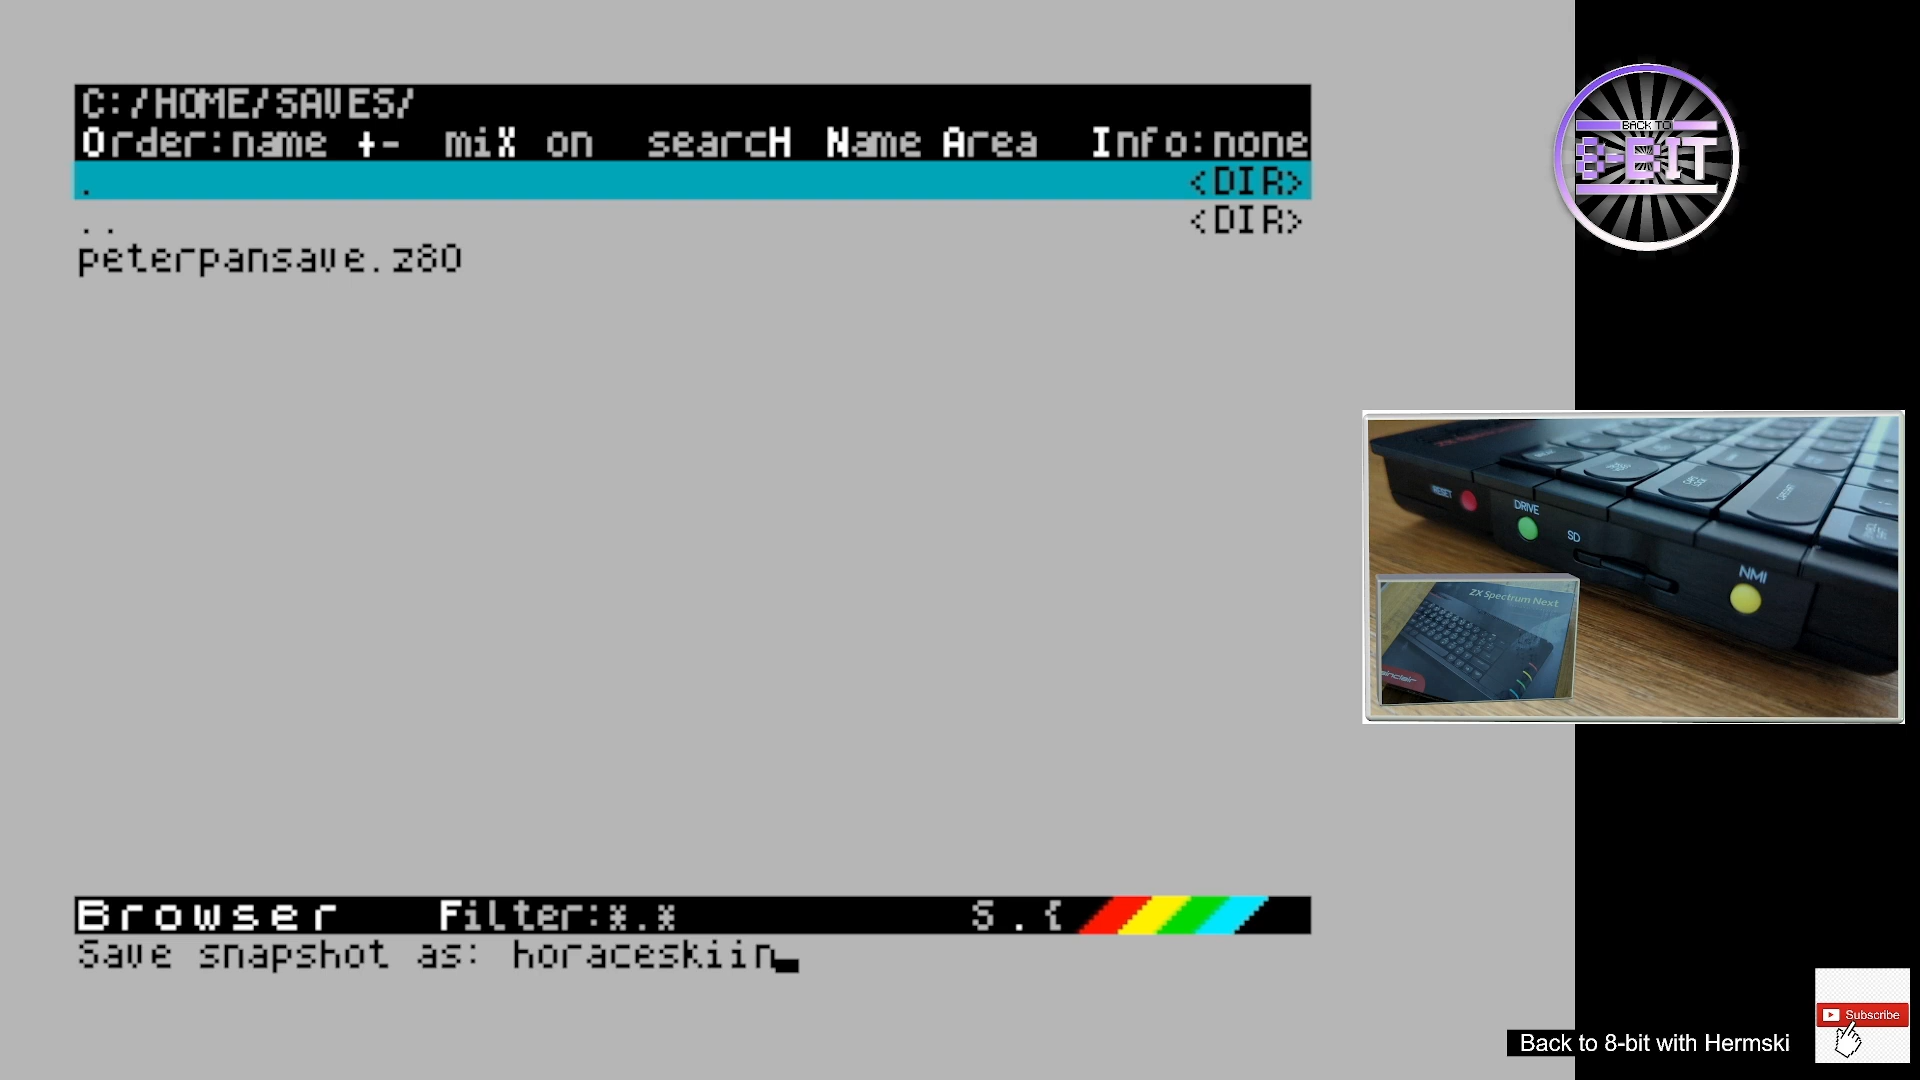 C:/HOME/SAVES/
Order:name +- miX on searcH Name Area Info:none
. <DIR>
.. <DIR>
peterpansave.z80
Browser Filter:*.* S.{
Save snapshot as: horaceskiin
BACK TO
8-BIT
RESET
DRIVE
SD
NMI
ZX Spectrum Next
sinclair
Subscribe
Back to 8-bit with Hermski